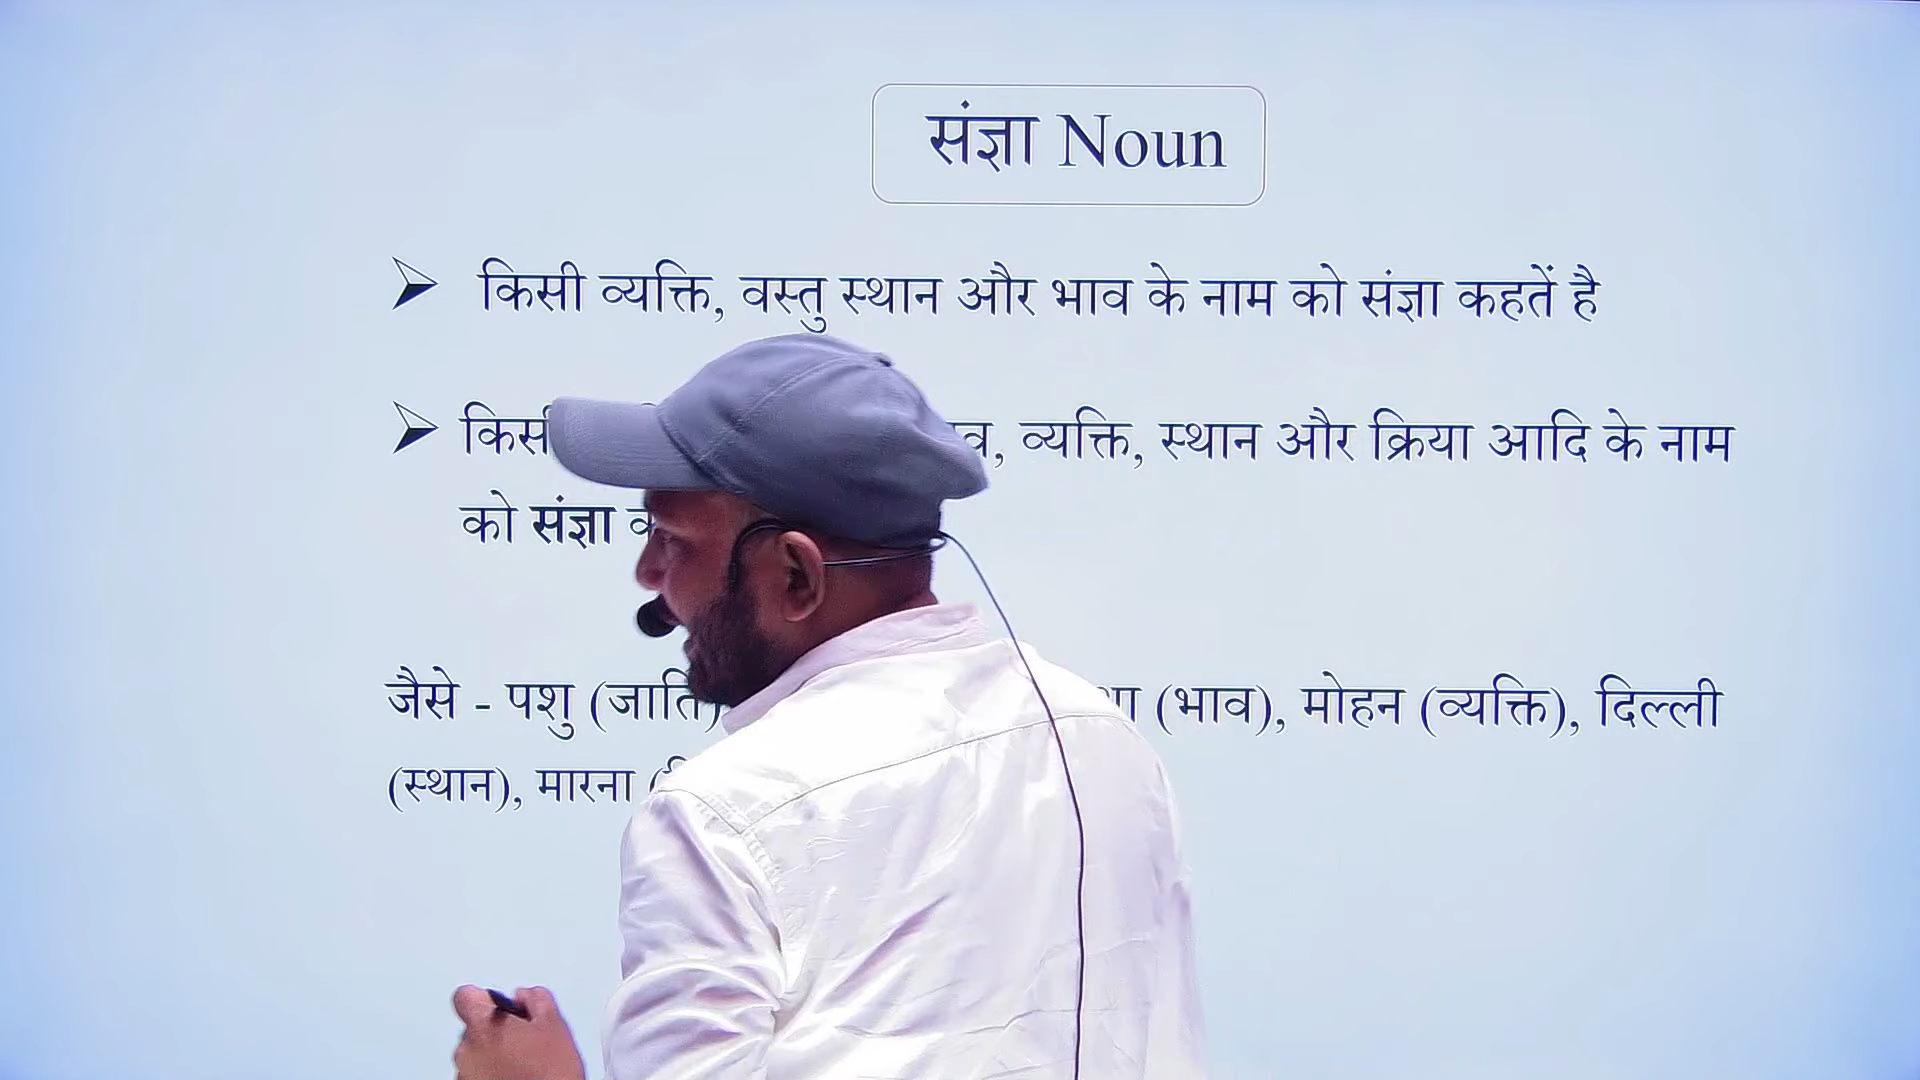 संज्ञा Noun
➢ किसी व्यक्ति, वस्तु स्थान और भाव के नाम को संज्ञा कहतें है
➢ व्यक्ति, स्थान और क्रिया आदि के नाम
को संज्ञा
जैसे - पशु (जाति) (भाव), मोहन (व्यक्ति), दिल्ली
(स्थान), मारना